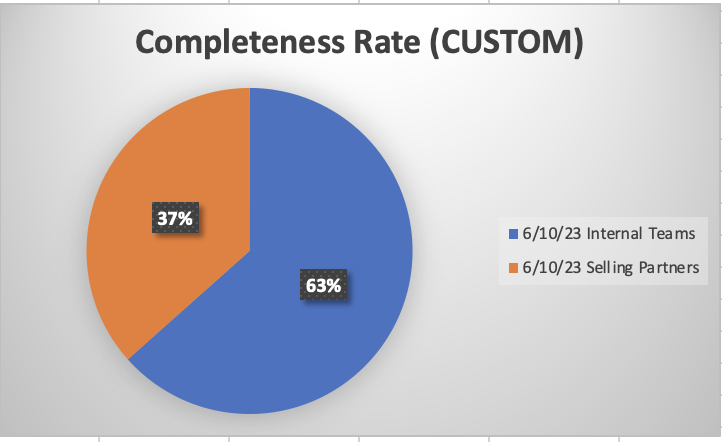 Completeness Rate (CUSTOM)
37%
63%
6/10/23 Internal Teams
6/10/23 Selling Partners